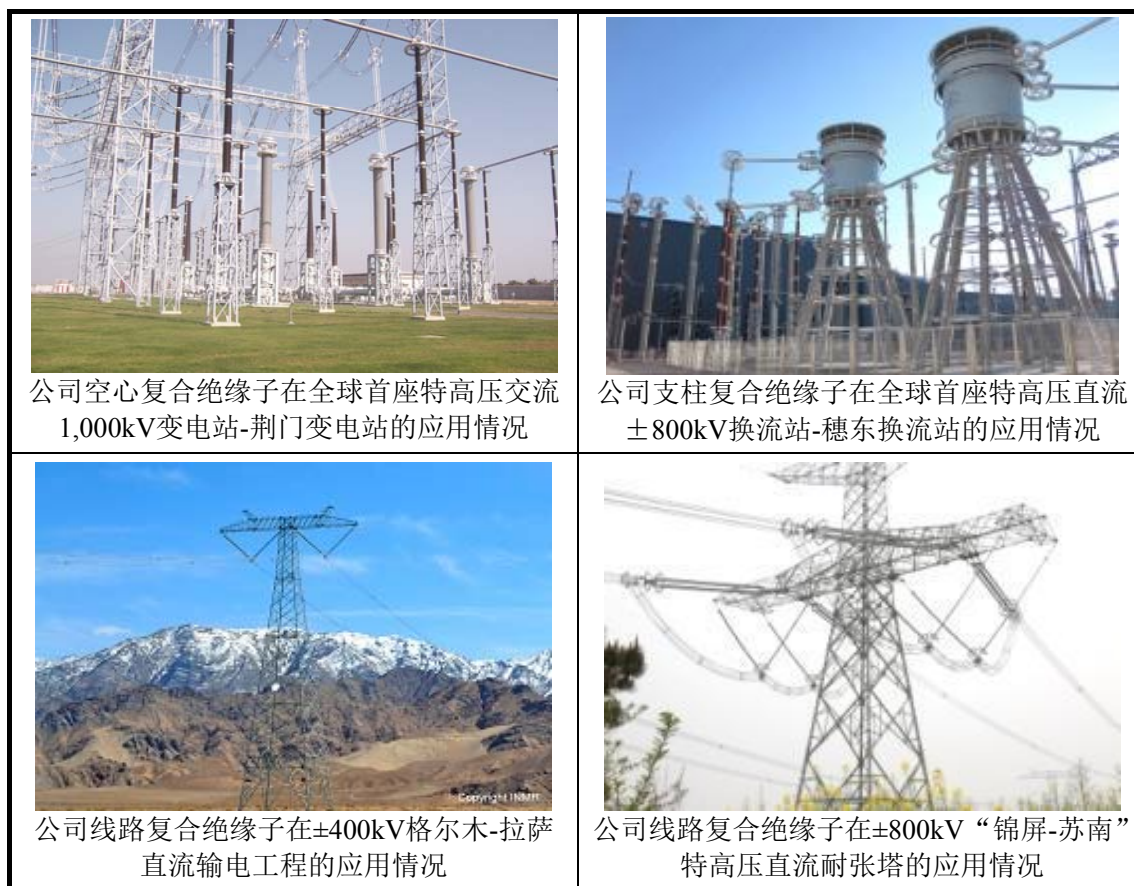 公司空心复合绝缘子在全球首座特高压交流
1,000kV变电站-荆门变电站的应用情况
公司支柱复合绝缘子在全球首座特高压直流
±800kV换流站-穗东换流站的应用情况
Copyright INMR
公司线路复合绝缘子在±400kV格尔木-拉萨
直流输电工程的应用情况
公司线路复合绝缘子在±800kV“锦屏-苏南”
特高压直流耐张塔的应用情况